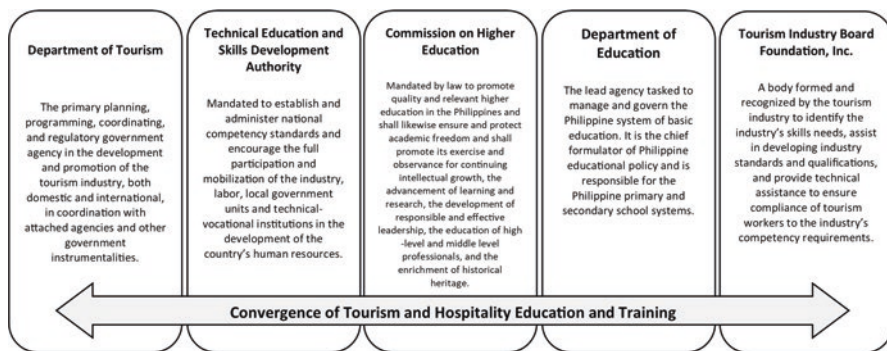 Department of Tourism
The primary planning,
programming, coordinating,
and regulatory government
agency in the development
and promotion of the
tourism industry, both
domestic and international,
in coordination with
attached agencies and other
government
instrumentalities.
Technical Education and
Skills Development
Authority
Mandated to establish and
administer national
competency standards and
encourage the full
participation and
mobilization of the industry,
labor, local government
units and technical-
vocational institutions in the
development of the
country's human resources.
Commission on Higher
Education
Mandated by law to promote
quality and relevant higher
education in the Philippines and
shall likewise ensure and protect
academic freedom and shall
promote its exercise and
observance for continuing
intellectual growth, the
advancement of learning and
research, the development of
responsible and effective
leadership, the education of high
-level and middle level
professionals, and the
enrichment of historical
heritage.
Department of
Education
The lead agency tasked to
manage and govern the
Philippine system of basic
education. It is the chief
formulator of Philippine
educational policy and is
responsible for the
Philippine primary and
secondary school systems.
Tourism Industry Board
Foundation, Inc.
A body formed and
recognized by the tourism
industry to identify the
industry's skills needs, assist
in developing industry
standards and qualifications,
and provide technical
assistance to ensure
compliance of tourism
workers to the industry's
competency requirements.
Convergence of Tourism and Hospitality Education and Training